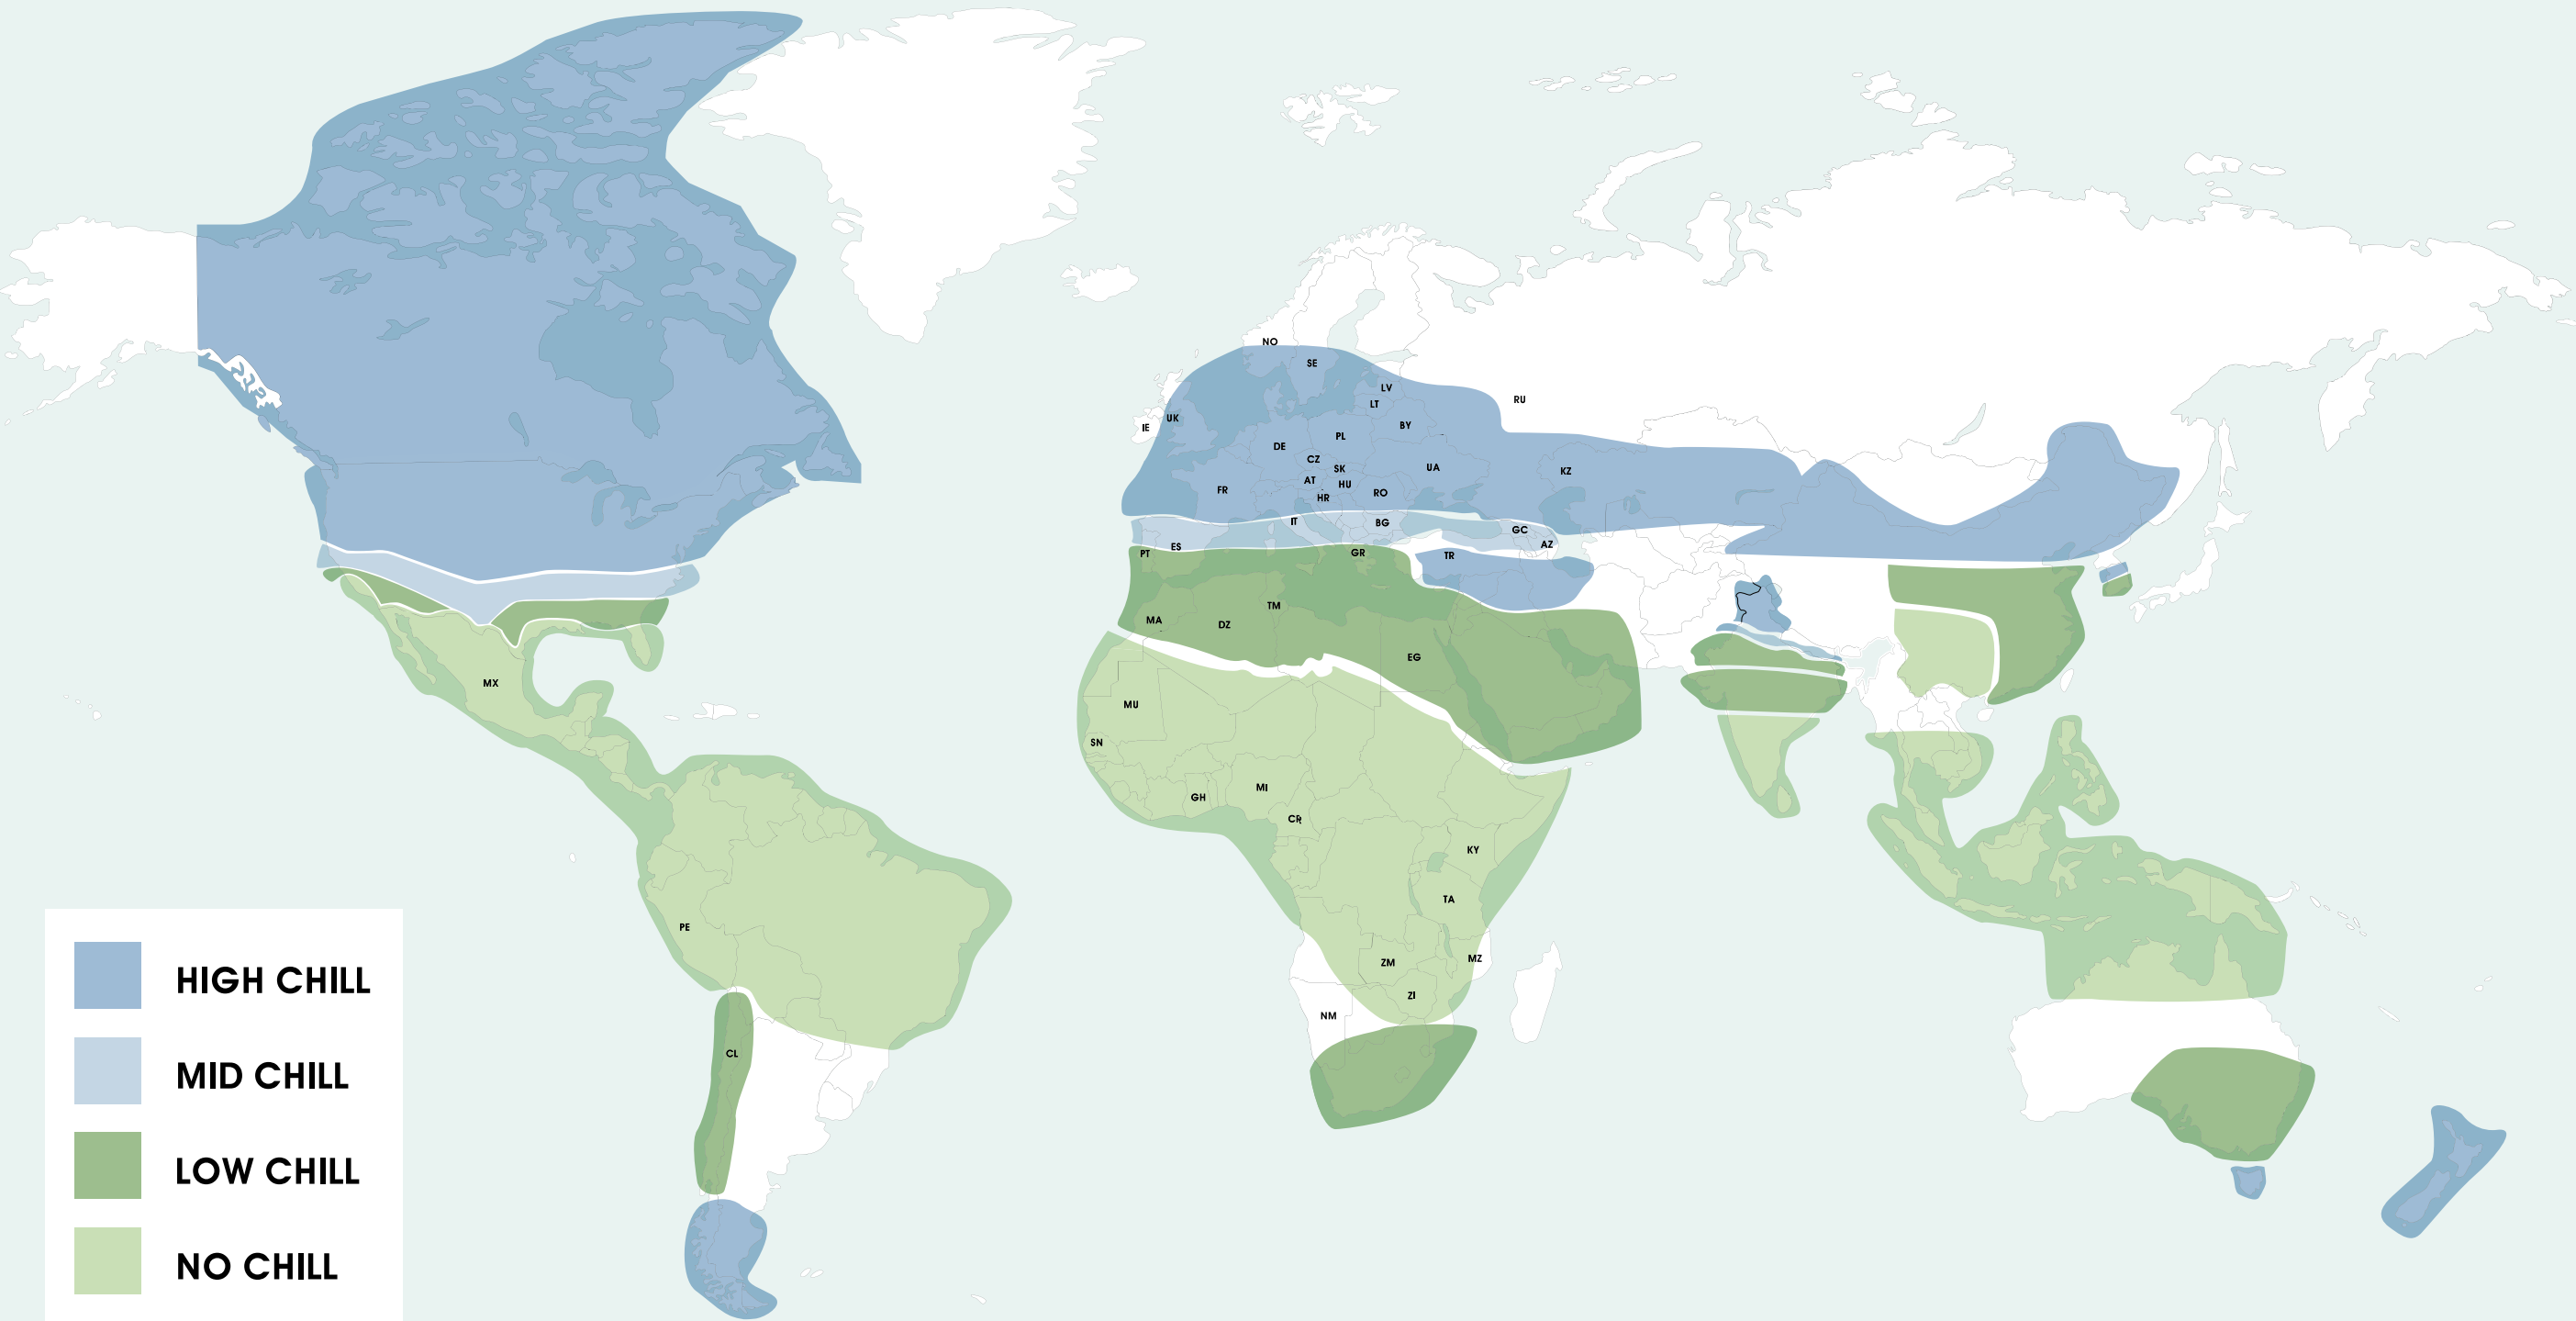 NO
SE
LV
RU
LT
UK
BY
IE
PL
DE
CZ
SK
UA
KZ
AT
HU
FR
RO
HR
IT
BG
GC
AZ
ES
PT
GR
TR
TM
MA
DZ
EG
MX
MU
SN
MI
GH
KY
TA
PE
MZ
ZM
ZI
NM
CL
HIGH CHILL
MID CHILL
LOW CHILL
NO CHILL